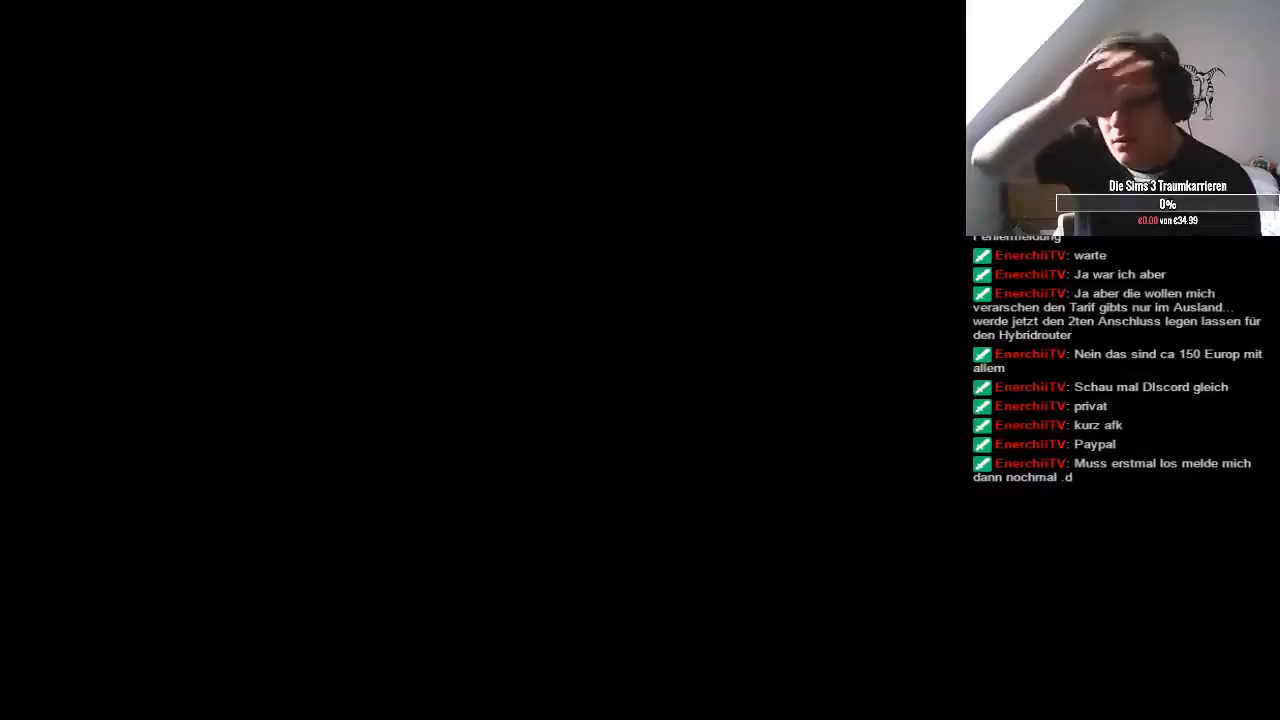 Die Sims 3 Traumkarrieren
0%
€0.00 von €34.99
Fehlermeldung
EnerchiiTV: warte
EnerchiiTV: Ja war ich aber
EnerchiiTV: Ja aber die wollen mich
verarschen den Tarif gibts nur im Ausland...
werde jetzt den 2ten Anschluss legen lassen für
den Hybridrouter
EnerchiiTV: Nein das sind ca 150 Europ mit
allem
EnerchiiTV: Schau mal DIscord gleich
EnerchiiTV: privat
EnerchiiTV: kurz afk
EnerchiiTV: Paypal
EnerchiiTV: Muss erstmal los melde mich
dann nochmal .d